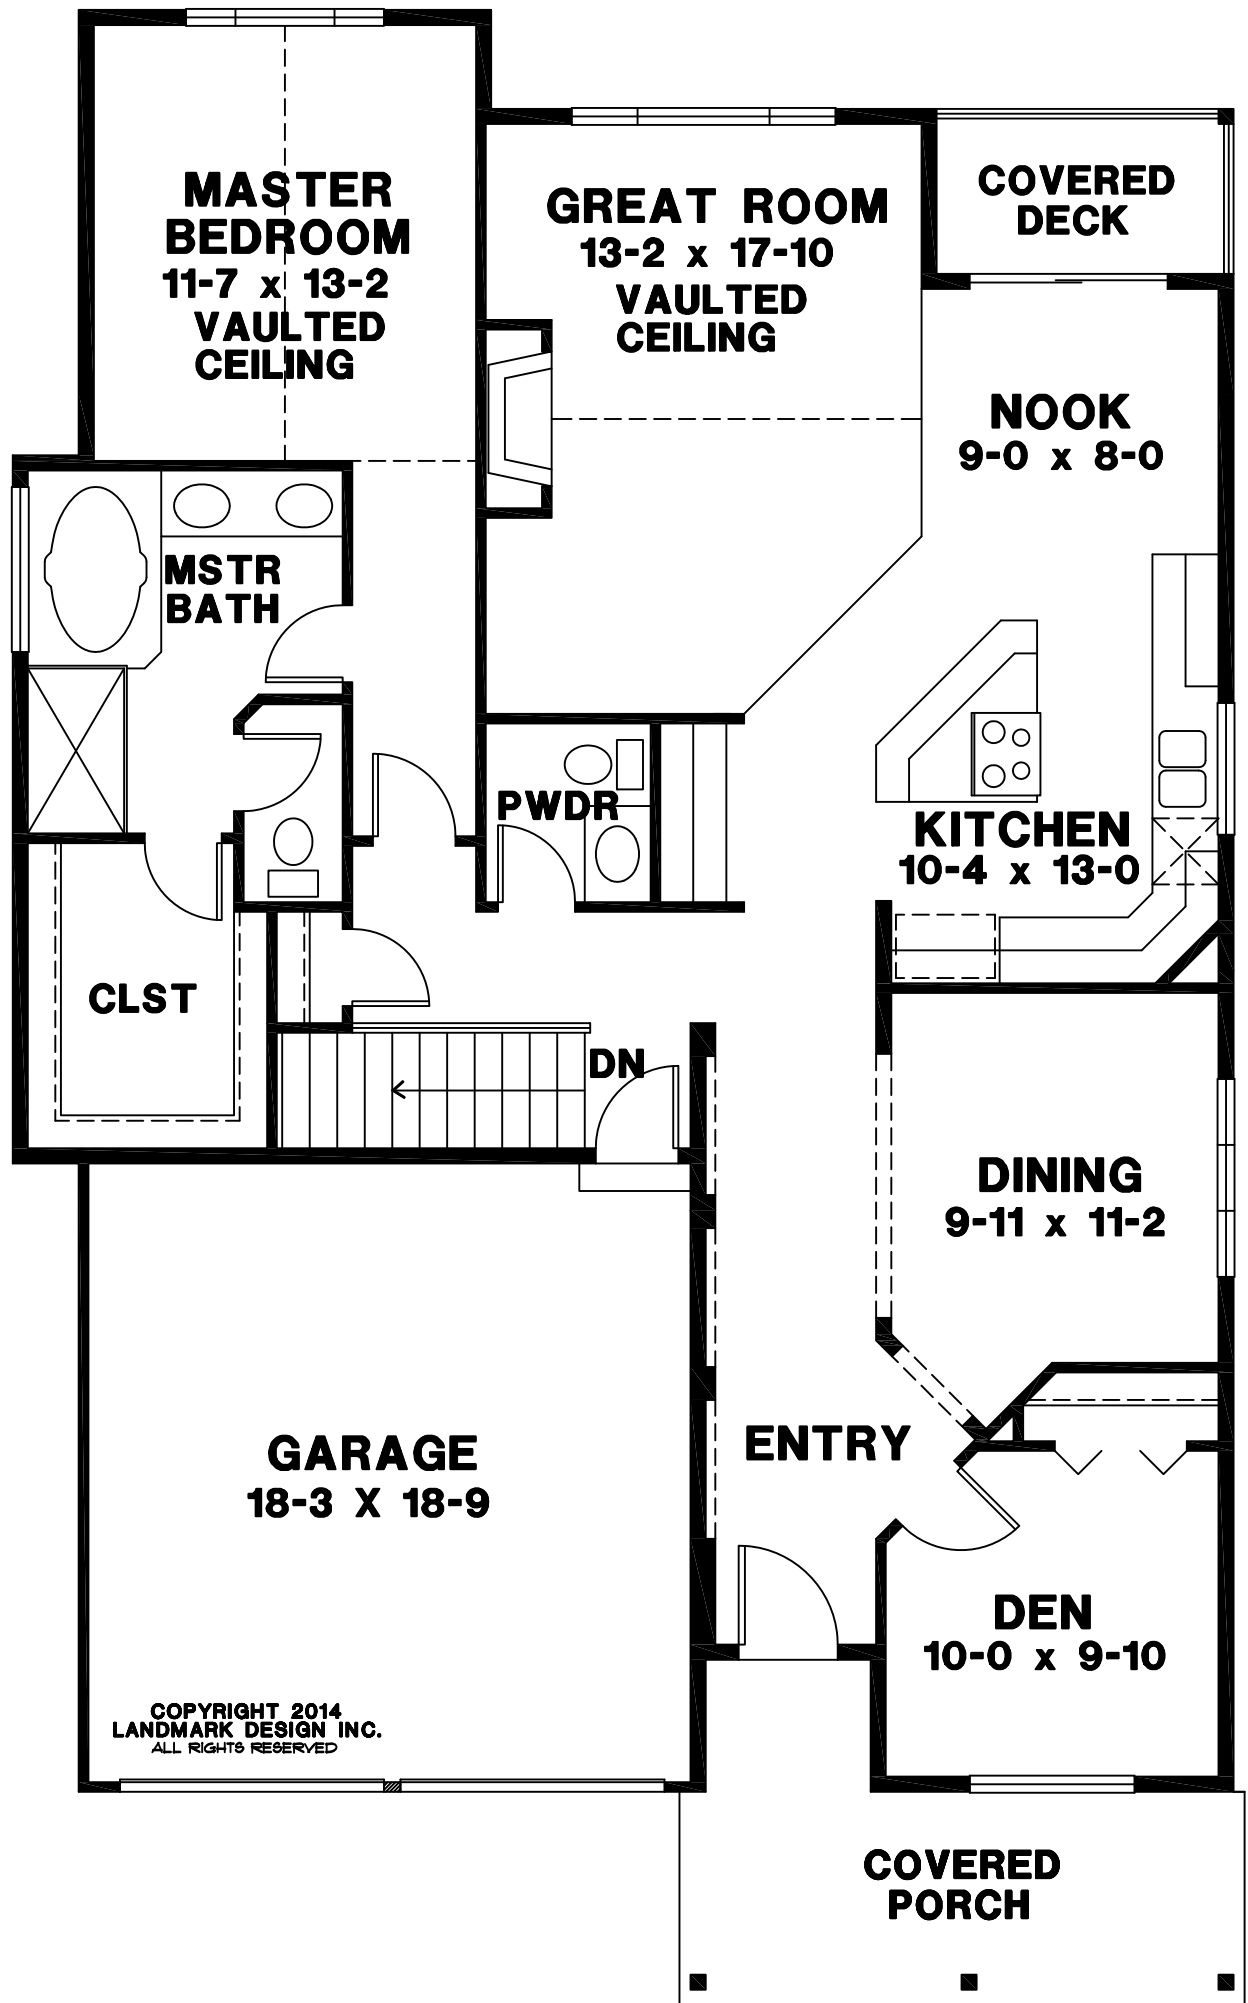 MASTER
BEDROOM
11-7 x 13-2
VAULTED
CEILING
GREAT ROOM
13-2 x 17-10
VAULTED
CEILING
COVERED
DECK
NOOK
9-0 x 8-0
MSTR
BATH
PWDR
KITCHEN
10-4 x 13-0
CLST
DN
DINING
9-11 x 11-2
ENTRY
GARAGE
18-3 X 18-9
DEN
10-0 x 9-10
COPYRIGHT 2014
LANDMARK DESIGN INC.
ALL RIGHTS RESERVED
COVERED
PORCH